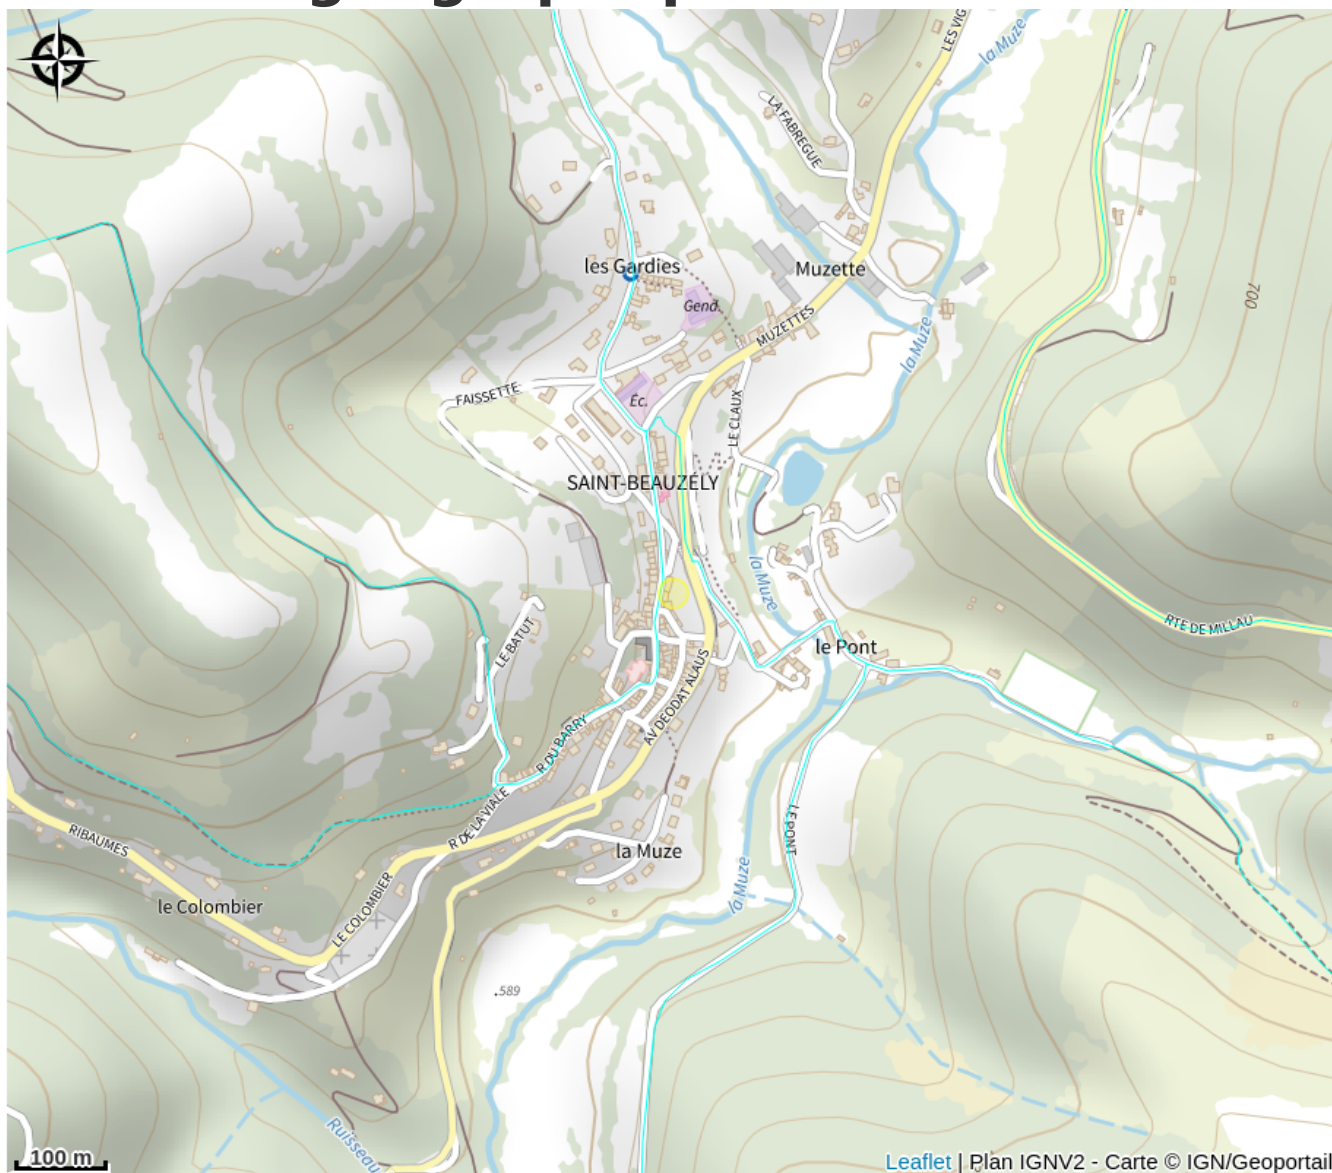 LES VIG
la Muze
LA FABREGUE
les Gardies
Muzette
700
Gend.
MUZETTES
la Muze
FAISSETTE
Éc.
LE CLAUX
SAINT-BEAUZÉLY
la Muze
RTE DE MILLAU
LE BATUT
le Pont
AV DEODAT ALAUS
R DU BARRY
R DE LA VIALE
LE PONT
RIBAUMES
la Muze
la Muze
le Colombier
LE COLOMBIER
589
Ruisseau
100 m
Leaflet | Plan IGNV2 - Carte © IGN/Geoportail